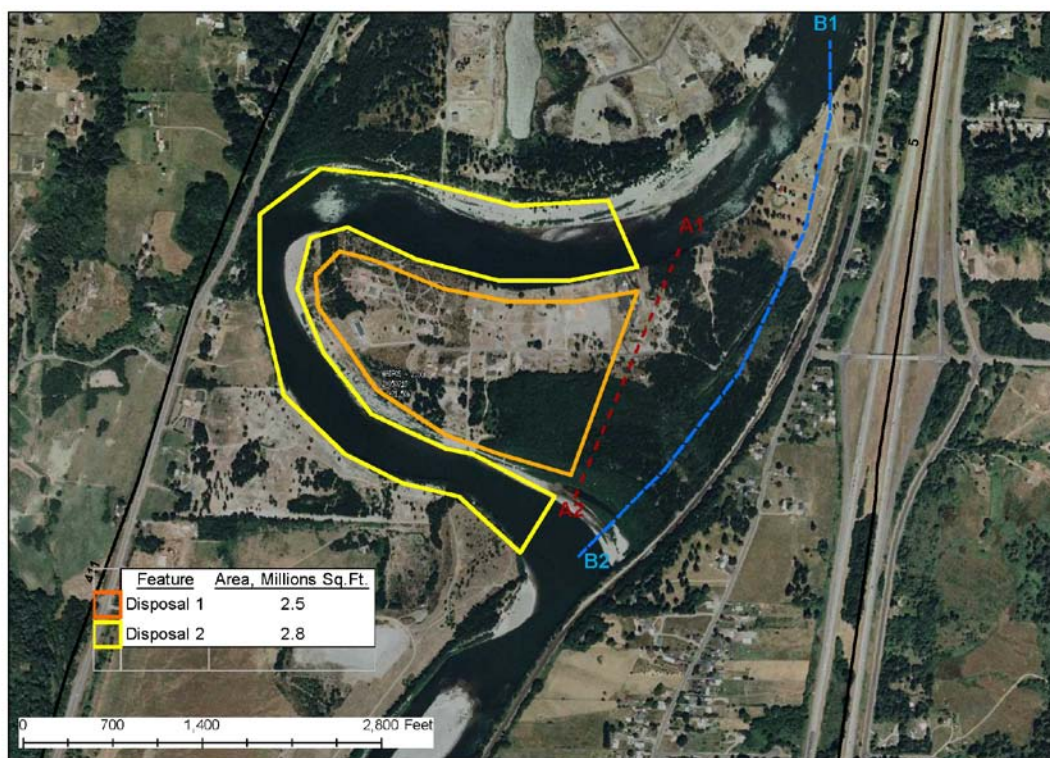 B1
5
A1
A2
B2
411
Feature Area, Millions Sq.Ft.
Disposal 1 2.5
Disposal 2 2.8
0 700 1,400 2,800 Feet